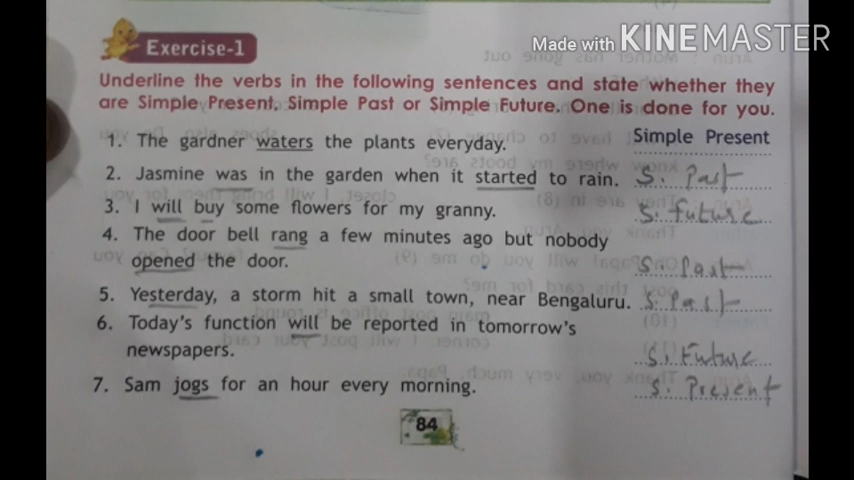 Made with KINEMASTER
Exercise-1
Underline the verbs in the following sentences and state whether they
are Simple Present, Simple Past or Simple Future. One is done for you.
1. The gardner waters the plants everyday. Simple Present
2. Jasmine was in the garden when it started to rain. S. Past
3. I will buy some flowers for my granny. S. future
4. The door bell rang a few minutes ago but nobody
opened the door. S. Past
5. Yesterday, a storm hit a small town, near Bengaluru. S. Past
6. Today's function will be reported in tomorrow's
newspapers. S. Future
7. Sam jogs for an hour every morning. S. Present
84